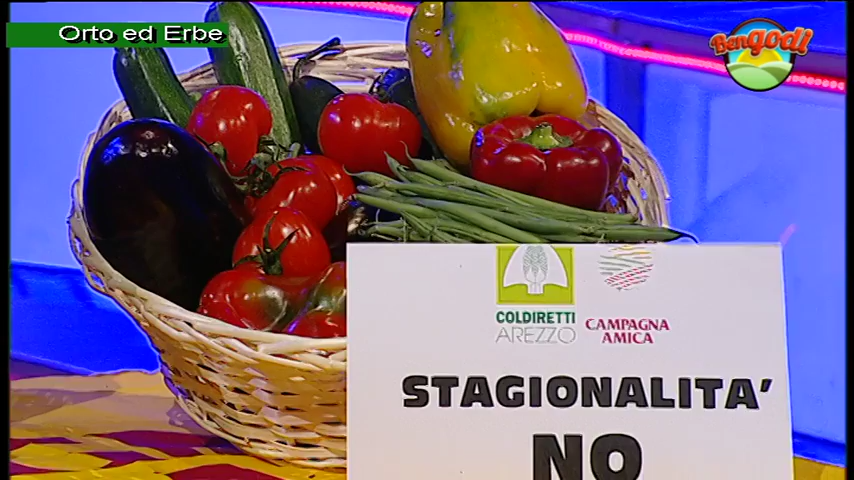 Orto ed Erbe
Bengodi
COLDIRETTI
AREZZO
CAMPAGNA
AMICA
STAGIONALITA'
NO